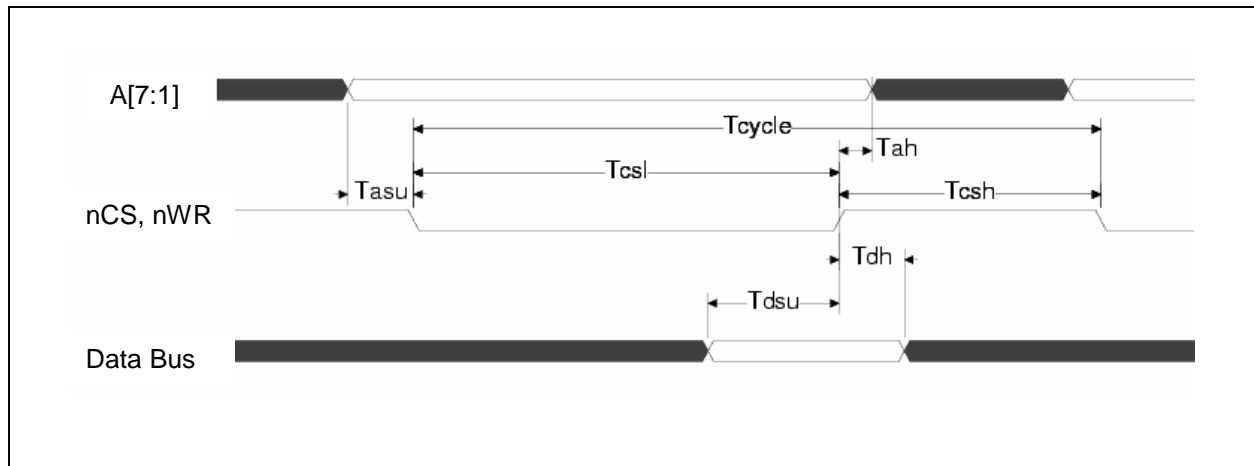 A[7:1]
Tcycle
Tah
Tcsl
Tasu
Tcsh
nCS, nWR
Tdh
Tdsu
Data Bus